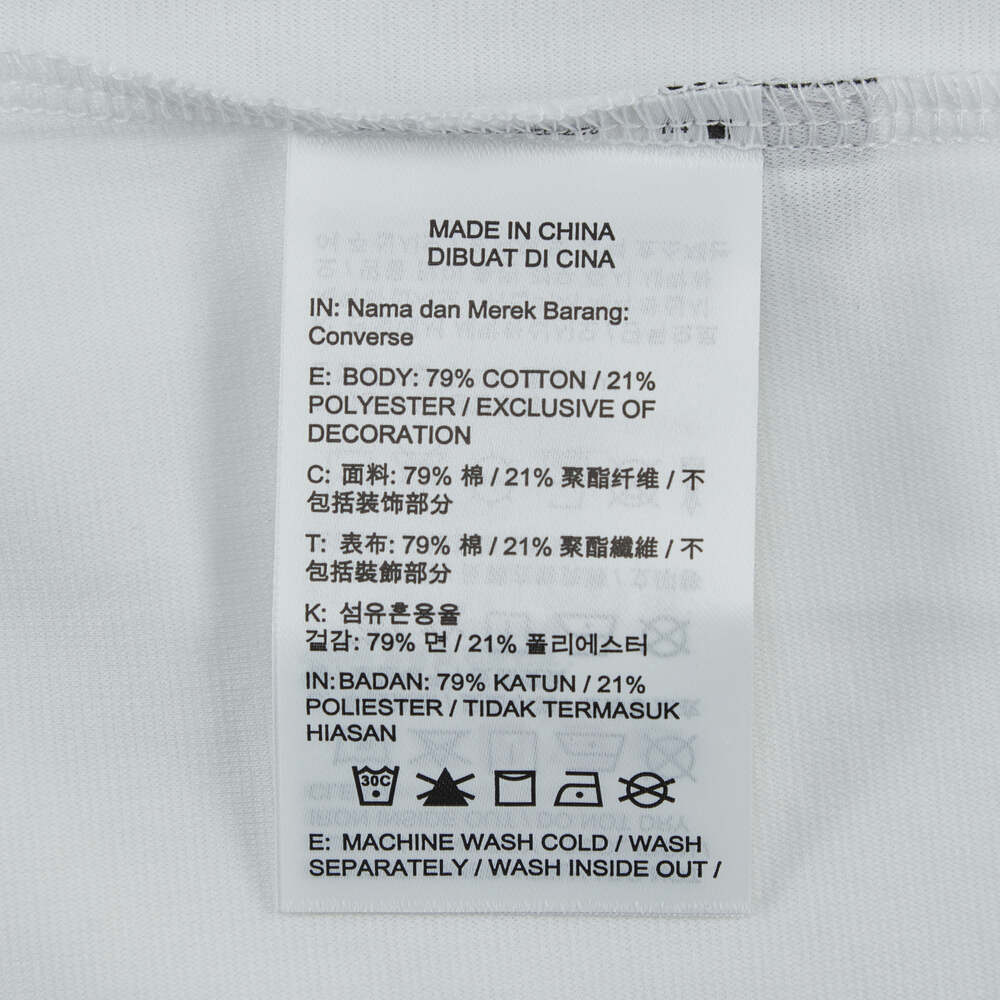 MADE IN CHINA
DIBUAT DI CINA
IN: Nama dan Merek Barang:
Converse
E: BODY: 79% COTTON / 21%
POLYESTER / EXCLUSIVE OF
DECORATION
C: 面料: 79% 棉 / 21% 聚酯纤维 / 不
包括装饰部分
T: 表布: 79% 棉 / 21% 聚酯纖維 / 不
包括裝飾部分
K: 섬유혼용율
겉감: 79% 면 / 21% 폴리에스터
IN:BADAN: 79% KATUN / 21%
POLIESTER / TIDAK TERMASUK
HIASAN
30C
E: MACHINE WASH COLD / WASH
SEPARATELY / WASH INSIDE OUT /